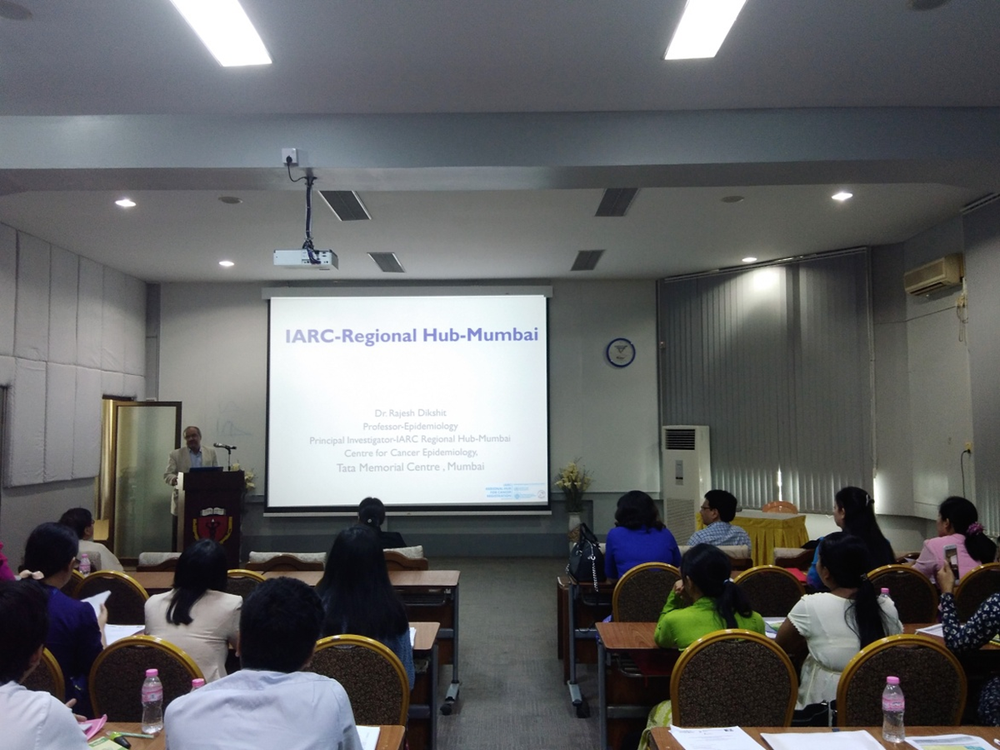 IARC-Regional Hub-Mumbai
Dr. Rajesh Dikshit
Professor-Epidemiology
Principal Investigator-IARC Regional Hub-Mumbai
Centre for Cancer Epidemiology,
Tata Memorial Centre , Mumbai